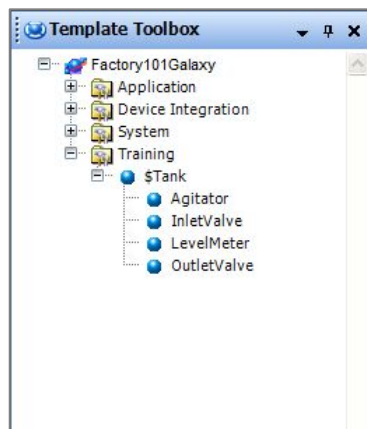 Template Toolbox
Factory101Galaxy
Application
Device Integration
System
Training
$Tank
Agitator
InletValve
LevelMeter
OutletValve